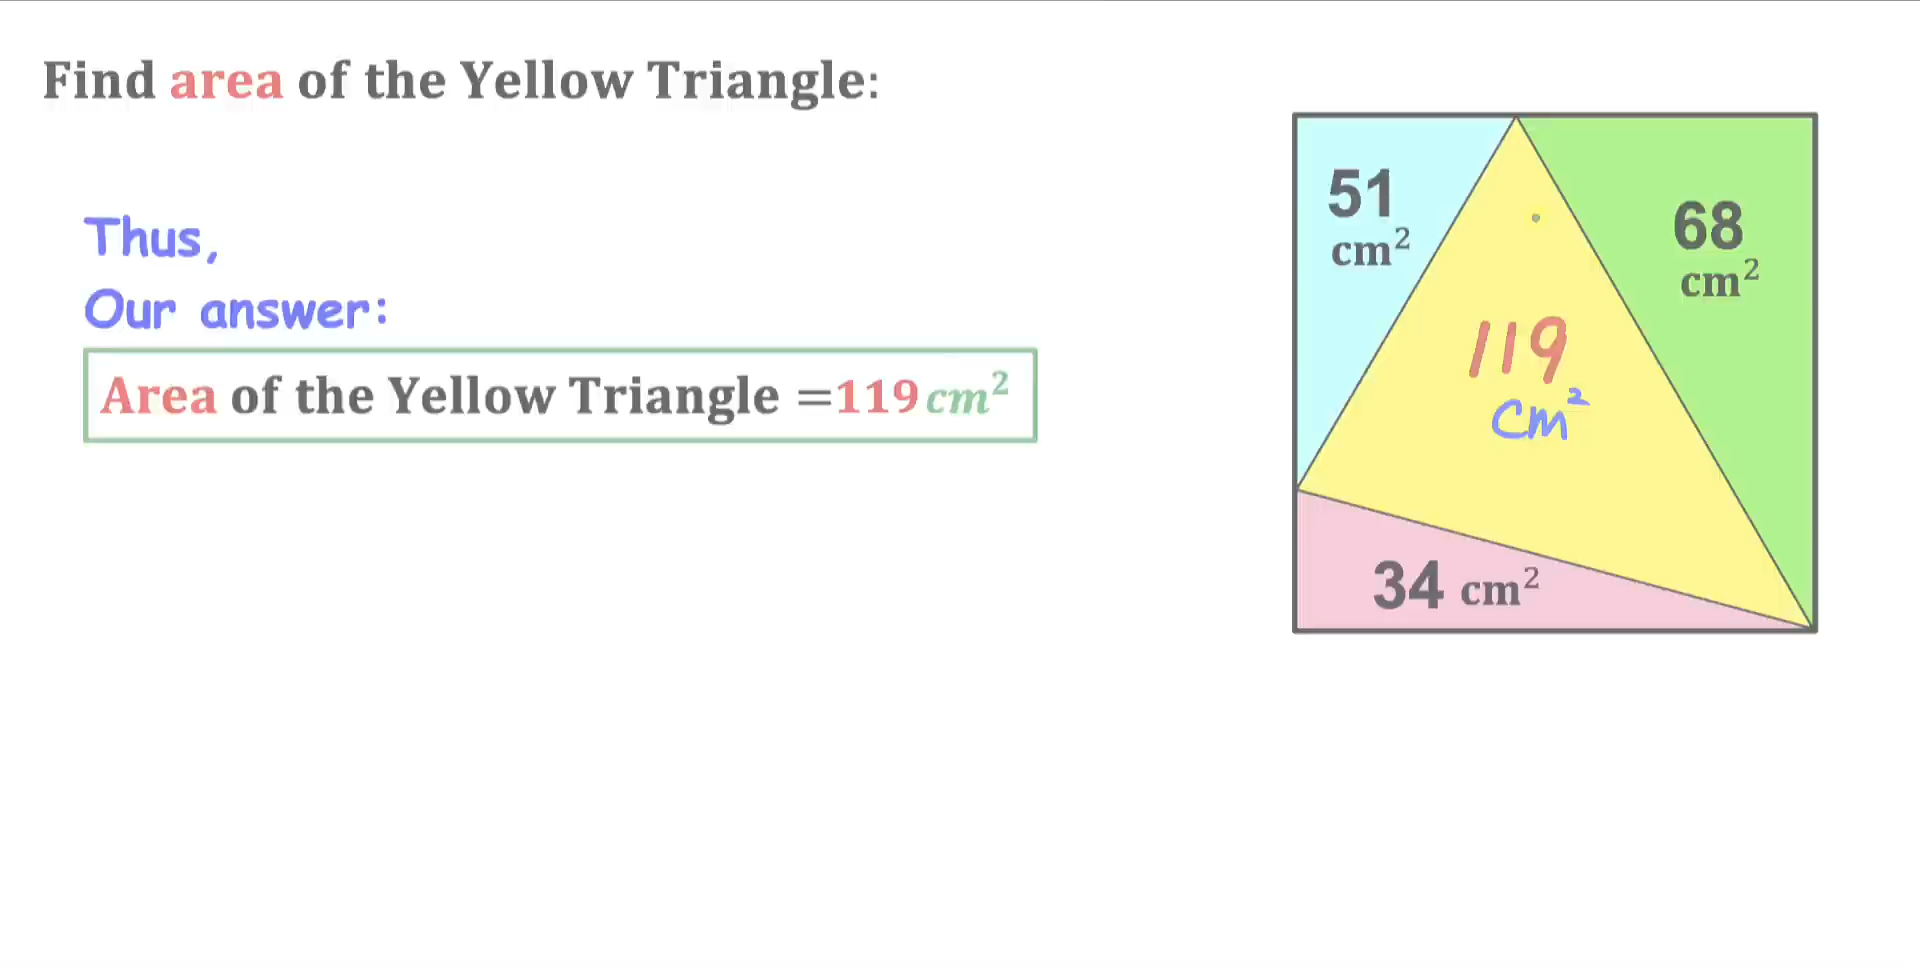 Find area of the Yellow Triangle:
Thus,
Our answer:
Area of the Yellow Triangle =119 cm²
51
cm²
68
cm²
119
cm²
34 cm²